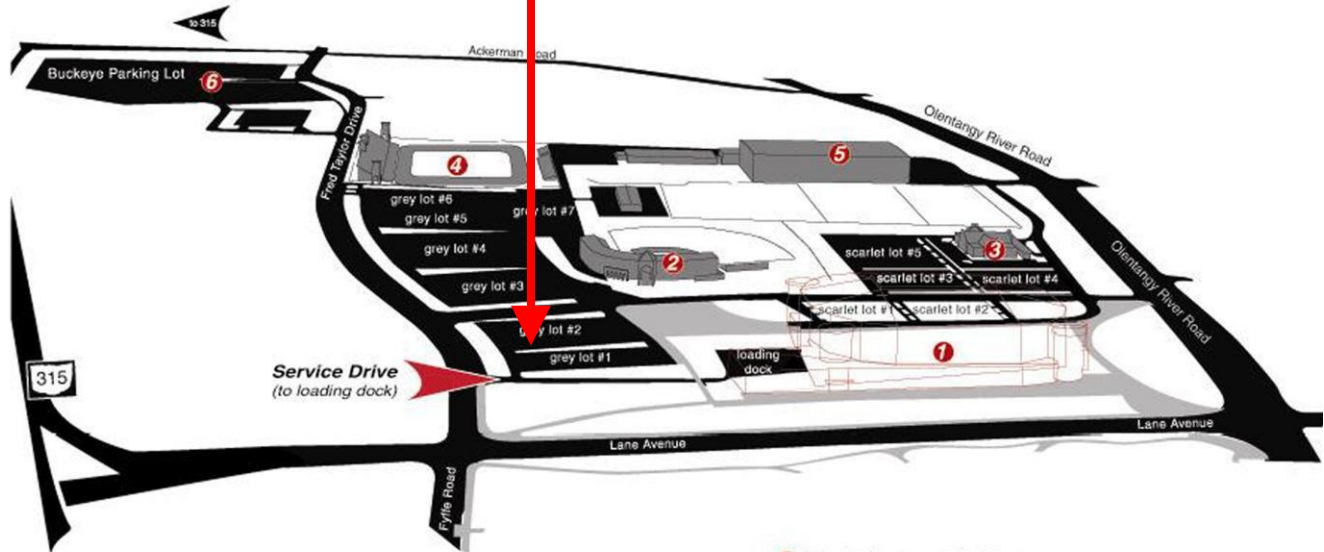 to 315
Ackerman Road
Buckeye Parking Lot
6
Olentangy River Road
Fred Taylor Drive
4
5
grey lot #6
grey lot #7
grey lot #5
grey lot #4
grey lot #3
grey lot #2
grey lot #1
2
3
scarlet lot #5
scarlet lot #3
scarlet lot #4
scarlet lot #1
scarlet lot #2
Olentangy River Road
1
loading
dock
315
Service Drive
(to loading dock)
Lane Avenue
Lane Avenue
Fyffe Road